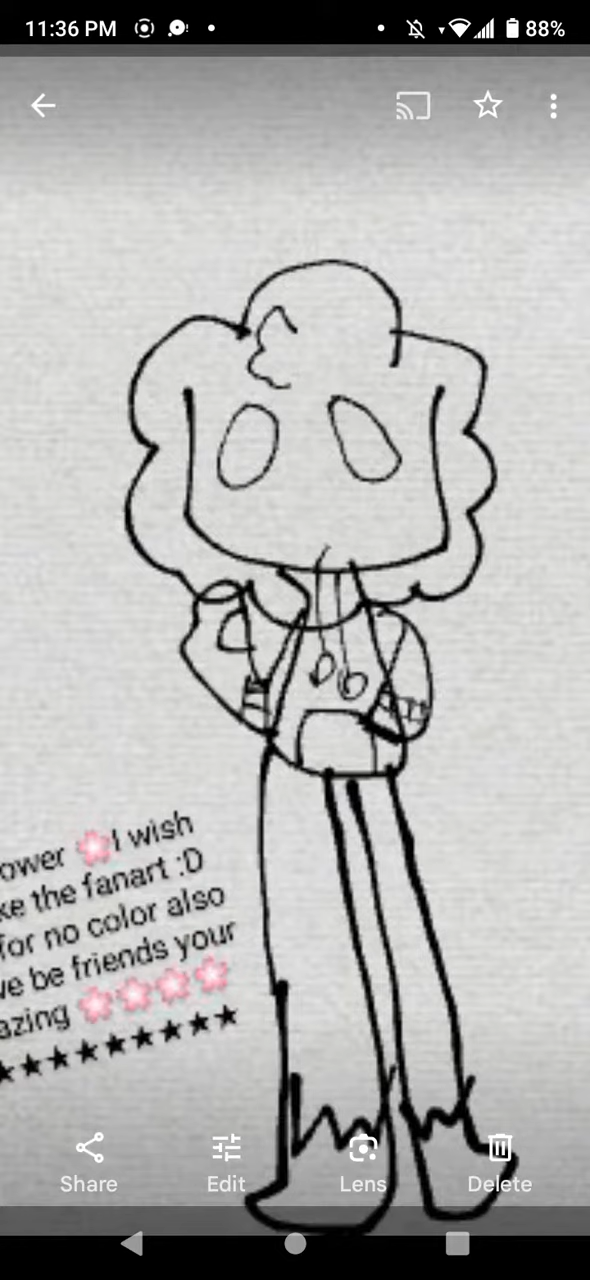 11:36 PM 88%
ower 🌸I wish
ke the fanart :D
for no color also
ve be friends your
azing 🌸🌸🌸🌸
★★★★★★★★★
Share Edit Lens Delete